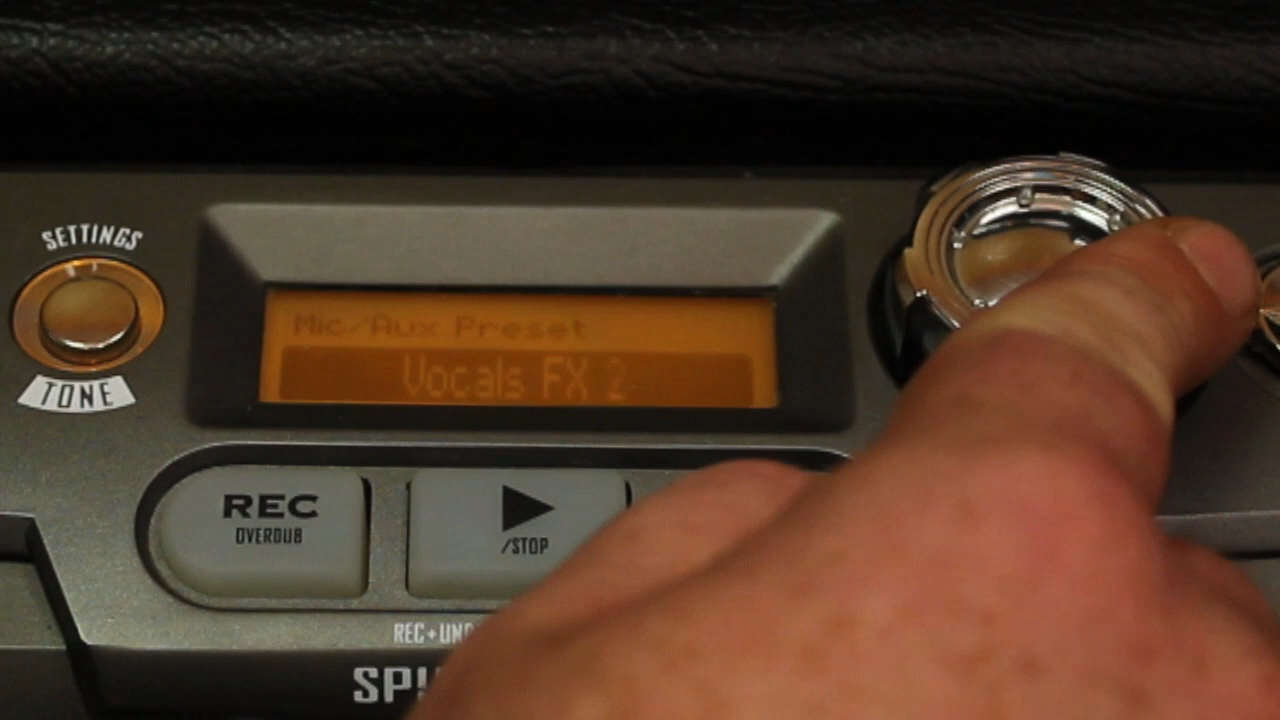 SETTINGS
TONE
Mic/Aux Preset
Vocals FX 2
REC
OVERDUB
/STOP